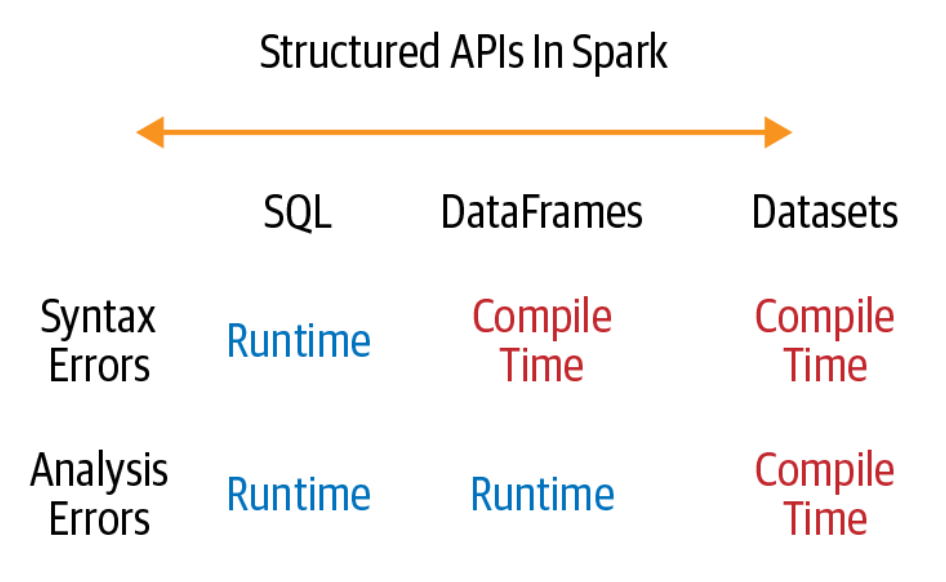 Structured APIs In Spark
SQL DataFrames Datasets
Syntax
Errors
Runtime
Compile
Time
Compile
Time
Analysis
Errors
Runtime
Runtime
Compile
Time